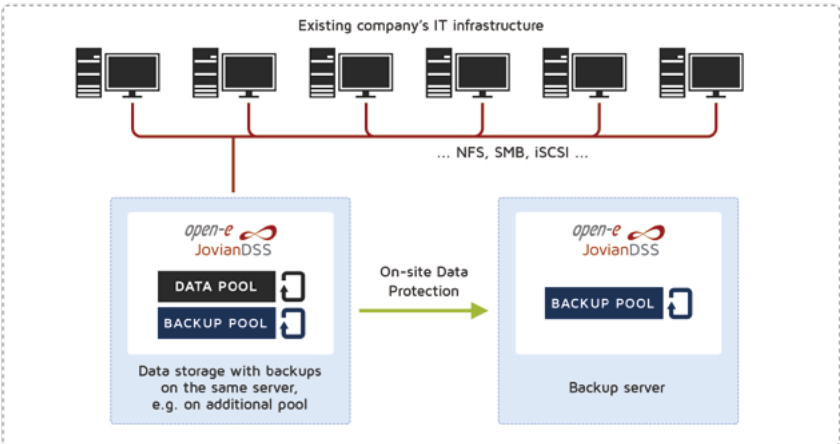 Existing company's IT infrastructure
... NFS, SMB, iSCSI ...
open-e
JovianDSS
DATA POOL
BACKUP POOL
Data storage with backups
on the same server,
e.g. on additional pool
On-site Data
Protection
open-e
JovianDSS
BACKUP POOL
Backup server